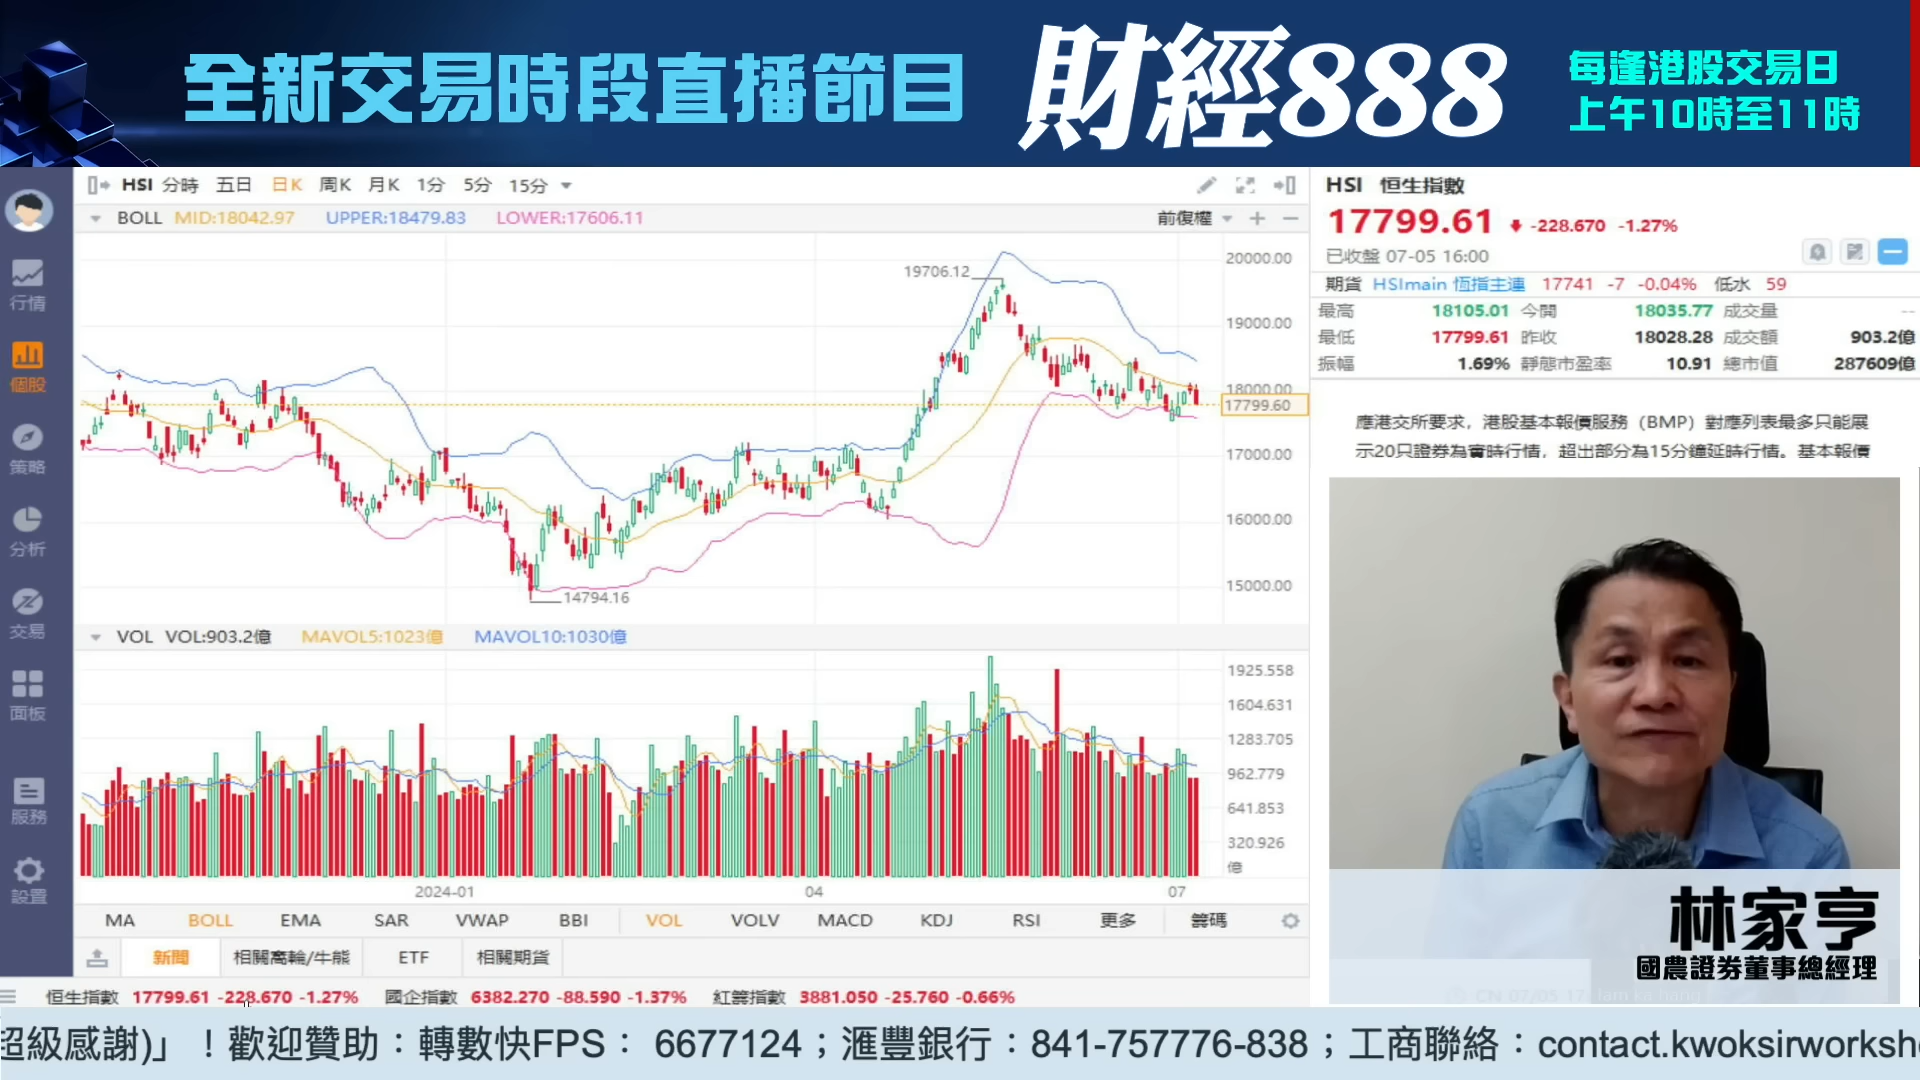 全新交易時段直播節目
財經888
每逢港股交易日
上午10時至11時
HSI 分時 五日 日K 周K 月K 1分 5分 15分
BOLL MID:18042.97 UPPER:18479.83 LOWER:17606.11
前復權
19706.12
14794.16
20000.00
19000.00
18000.00
17799.60
17000.00
16000.00
15000.00
VOL VOL:903.2億 MAVOL5:1023億 MAVOL10:1030億
1925.558
1604.631
1283.705
962.779
641.853
320.926
億
2024-01 04 07
MA BOLL EMA SAR VWAP BBI VOL VOLV MACD KDJ RSI 更多 籌碼
新聞 相關窩輪/牛熊 ETF 相關期貨
行情
個股
策略
分析
交易
面板
服務
設置
HSI 恒生指數
17799.61 -228.670 -1.27%
已收盤 07-05 16:00
期貨 HSImain 恆指主連 17741 -7 -0.04% 低水 59
最高 18105.01 今開 18035.77 成交量 --
最低 17799.61 昨收 18028.28 成交額 903.2億
振幅 1.69% 靜態市盈率 10.91 總市值 287609億
應港交所要求，港股基本報價服務（BMP）對應列表最多只能展
示20只證券為實時行情，超出部分為15分鐘延時行情。基本報價
林家亨
國農證券董事總經理
恒生指數 17799.61 -228.670 -1.27% 國企指數 6382.270 -88.590 -1.37% 紅籌指數 3881.050 -25.760 -0.66%
超級感謝)」！歡迎贊助：轉數快FPS： 6677124；滙豐銀行：841-757776-838；工商聯絡：contact.kwoksirworksh